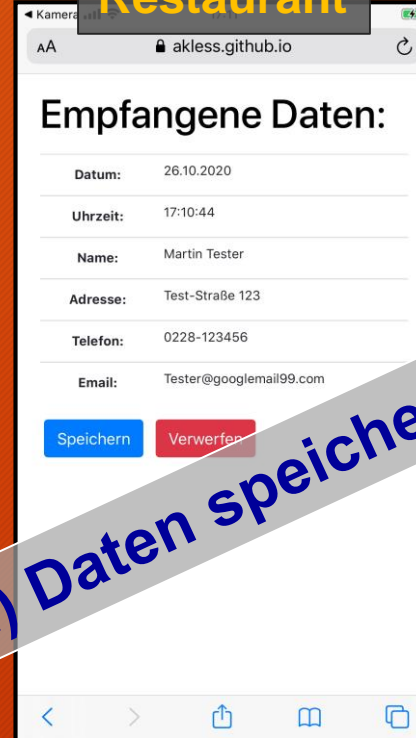 Restaurant
Kamera
AA akless.github.io
Empfangene Daten:
Datum: 26.10.2020
Uhrzeit: 17:10:44
Name: Martin Tester
Adresse: Test-Straße 123
Telefon: 0228-123456
Email: Tester@googlemail99.com
Speichern Verwerfen
) Daten speiche